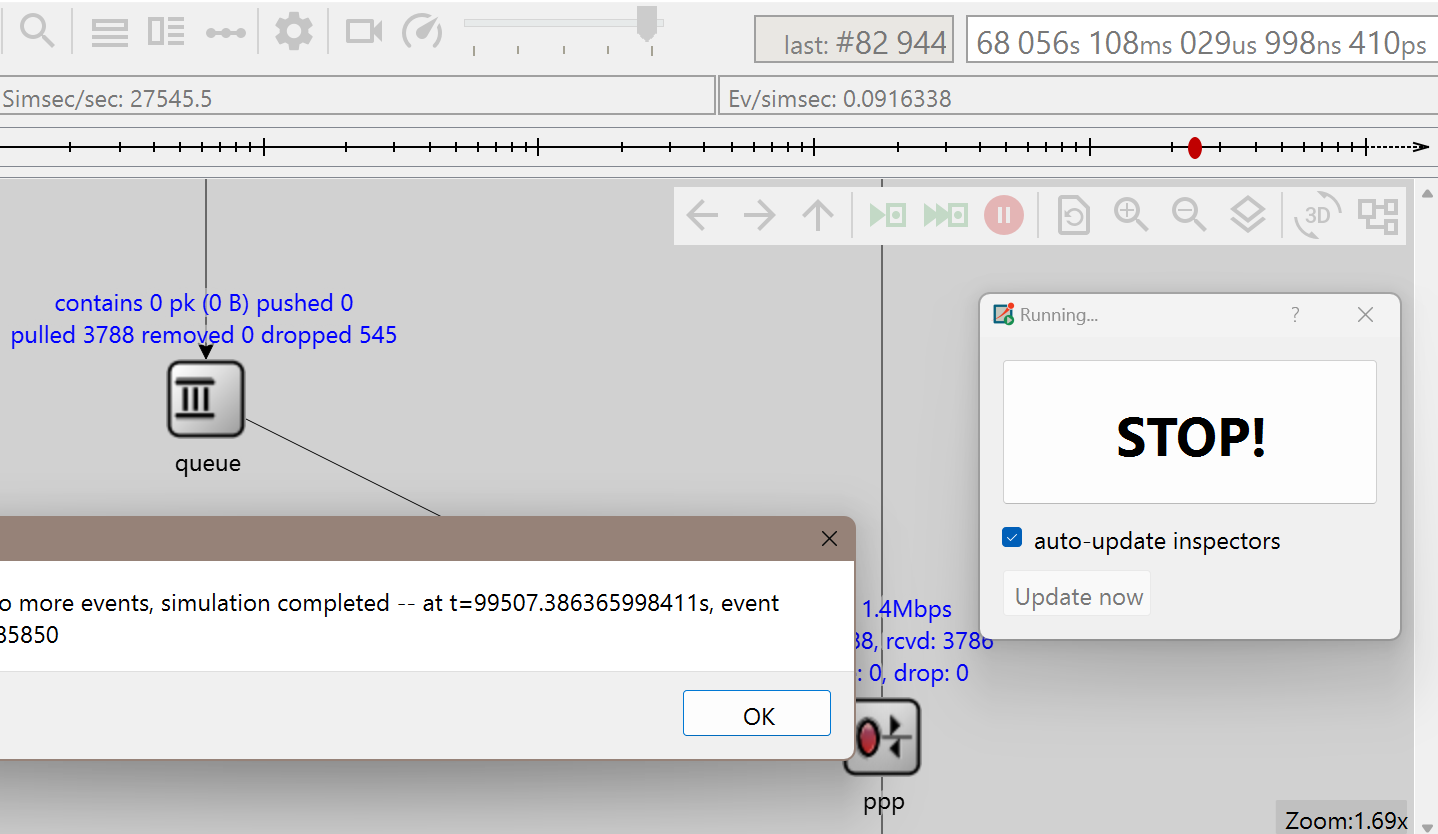 last: #82 944
68 056s 108ms 029us 998ns 410ps
Simsec/sec: 27545.5
Ev/simsec: 0.0916338
3D
contains 0 pk (0 B) pushed 0
pulled 3788 removed 0 dropped 545
queue
Running...
?
STOP!
auto-update inspectors
Update now
o more events, simulation completed -- at t=99507.386365998411s, event
35850
OK
1.4Mbps
38, rcvd: 3786
: 0, drop: 0
ppp
Zoom:1.69x